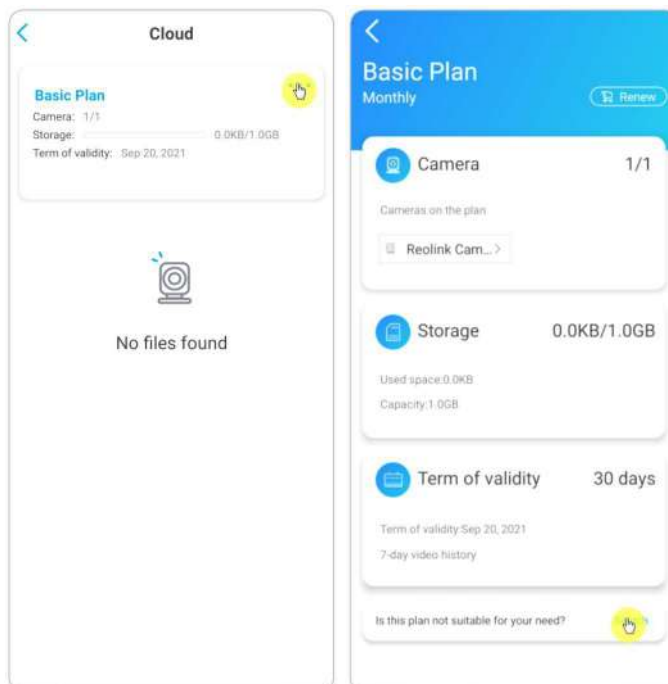 Cloud
Basic Plan
Camera: 1/1
Storage: 0.0KB/1.0GB
Term of validity: Sep 20, 2021
No files found
Basic Plan
Monthly
Renew
Camera 1/1
Cameras on the plan
Reolink Cam...
Storage 0.0KB/1.0GB
Used space:0.0KB
Capacity:1.0GB
Term of validity 30 days
Term of validity:Sep 20, 2021
7-day video history
Is this plan not suitable for your need?